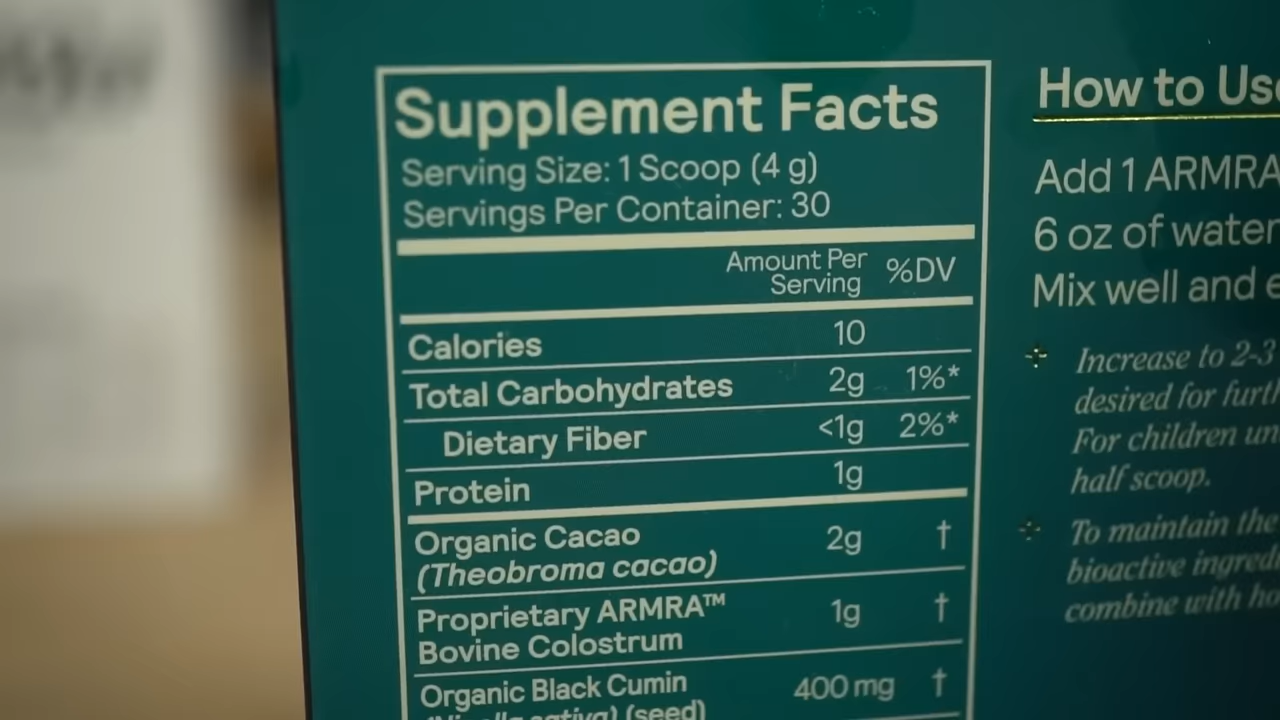 Supplement Facts
Serving Size: 1 Scoop (4 g)
Servings Per Container: 30
Amount Per
Serving
%DV
Calories 10
Total Carbohydrates 2g 1%*
Dietary Fiber <1g 2%*
Protein 1g
Organic Cacao
(Theobroma cacao) 2g †
Proprietary ARMRA™
Bovine Colostrum 1g †
Organic Black Cumin 400 mg †
(seed)
How to Use
Add 1 ARMRA
6 oz of water
Mix well and
Increase to 2-3
desired for
For children
half scoop.
To maintain the
bioactive
combine with